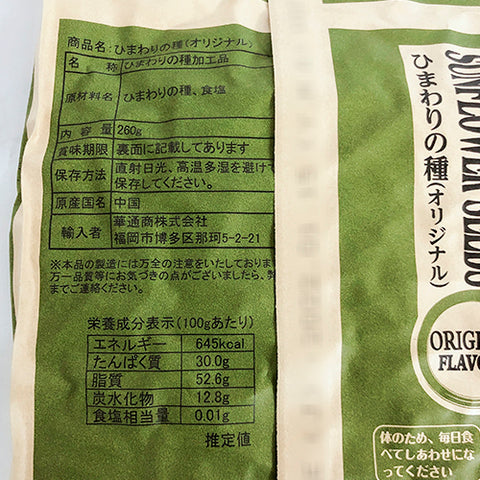 商品名:ひまわりの種(オリジナル)
名 称 ひまわりの種加工品
原材料名 ひまわりの種、食塩
内 容 量 260g
賞味期限 裏面に記載してあります
保存方法 直射日光、高温多湿を避けて
保存してください。
原産国名 中国
輸入者 華通商株式会社
福岡市博多区那珂5-2-21
※本品の製造には万全の注意をいたしておりま
万一品質等にお気づきの点がございましたら、
までご連絡ください。
栄養成分表示(100gあたり)
エネルギー 645kcal
たんぱく質 30.0g
脂質 52.6g
炭水化物 12.8g
食塩相当量 0.01g
推定値
SUNFLOWER SEEDS
ひまわりの種(オリジナル)
ORIGI
FLAVO
体のため、毎日食
べてしあわせにな
ってください